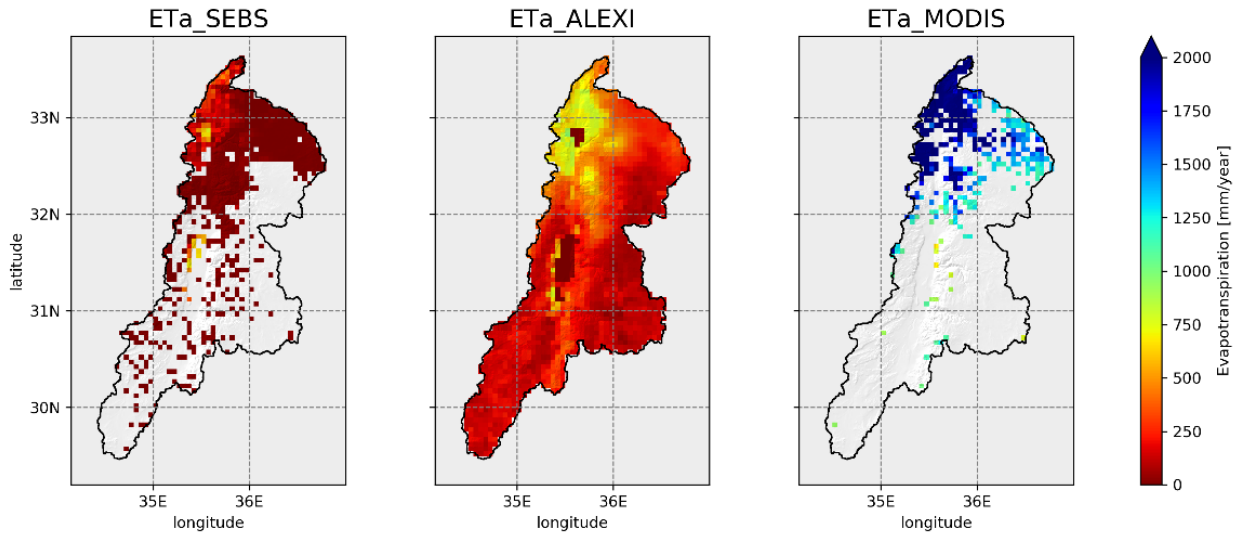 ETa_SEBS
ETa_ALEXI
ETa_MODIS
33N
32N
31N
30N
latitude
35E
36E
longitude
35E
36E
longitude
35E
36E
longitude
2000
1750
1500
1250
1000
750
500
250
0
Evapotranspiration [mm/year]